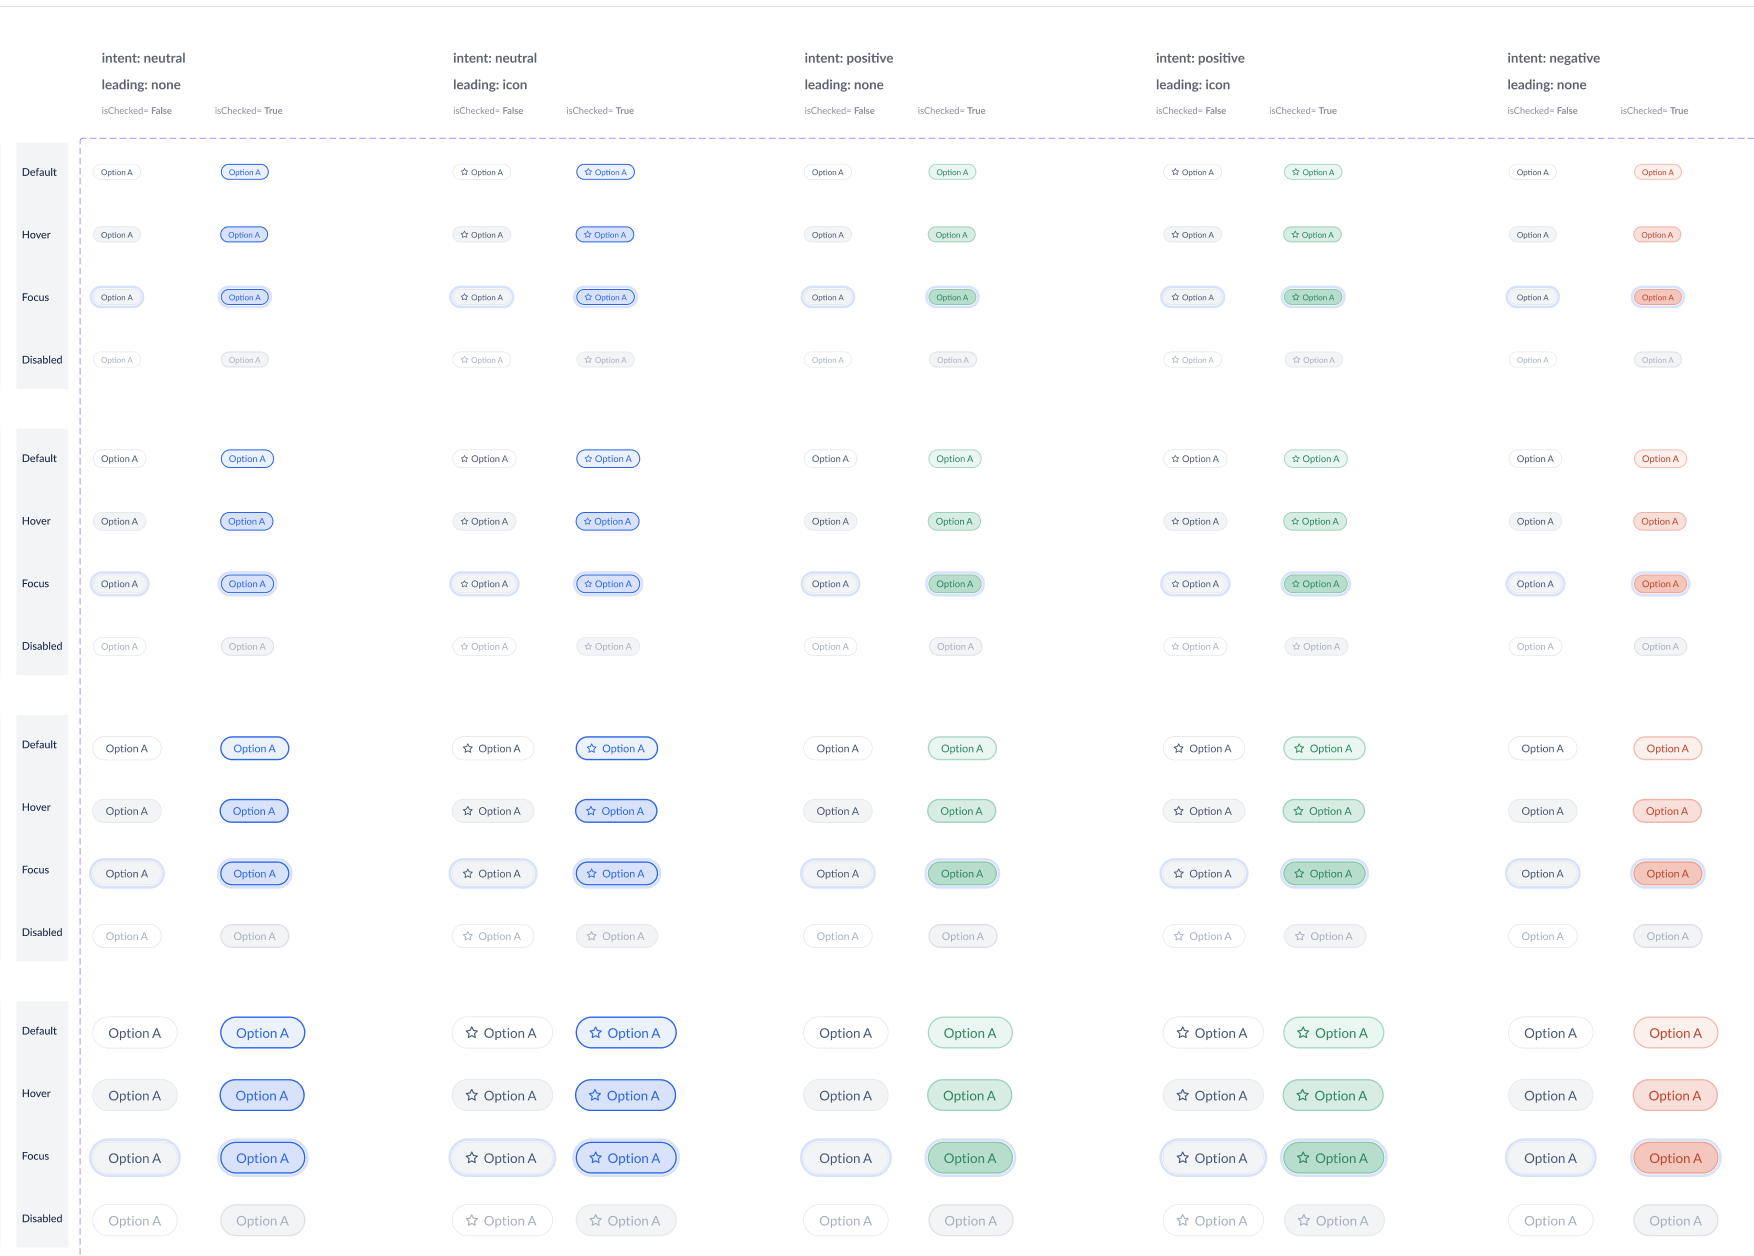 intent: neutral intent: neutral intent: positive intent: positive intent: negative
leading: none leading: icon leading: none leading: icon leading: none
isChecked= False isChecked= True isChecked= False isChecked= True isChecked= False isChecked= True isChecked= False isChecked= True isChecked= False isChecked= True
Default Option A Option A Option A Option A Option A Option A Option A Option A Option A Option A
Hover Option A Option A Option A Option A Option A Option A Option A Option A Option A Option A
Focus Option A Option A Option A Option A Option A Option A Option A Option A Option A Option A
Disabled Option A Option A Option A Option A Option A Option A Option A Option A Option A Option A
Default Option A Option A Option A Option A Option A Option A Option A Option A Option A Option A
Hover Option A Option A Option A Option A Option A Option A Option A Option A Option A Option A
Focus Option A Option A Option A Option A Option A Option A Option A Option A Option A Option A
Disabled Option A Option A Option A Option A Option A Option A Option A Option A Option A Option A
Default Option A Option A Option A Option A Option A Option A Option A Option A Option A Option A
Hover Option A Option A Option A Option A Option A Option A Option A Option A Option A Option A
Focus Option A Option A Option A Option A Option A Option A Option A Option A Option A Option A
Disabled Option A Option A Option A Option A Option A Option A Option A Option A Option A Option A
Default Option A Option A Option A Option A Option A Option A Option A Option A Option A Option A
Hover Option A Option A Option A Option A Option A Option A Option A Option A Option A Option A
Focus Option A Option A Option A Option A Option A Option A Option A Option A Option A Option A
Disabled Option A Option A Option A Option A Option A Option A Option A Option A Option A Option A